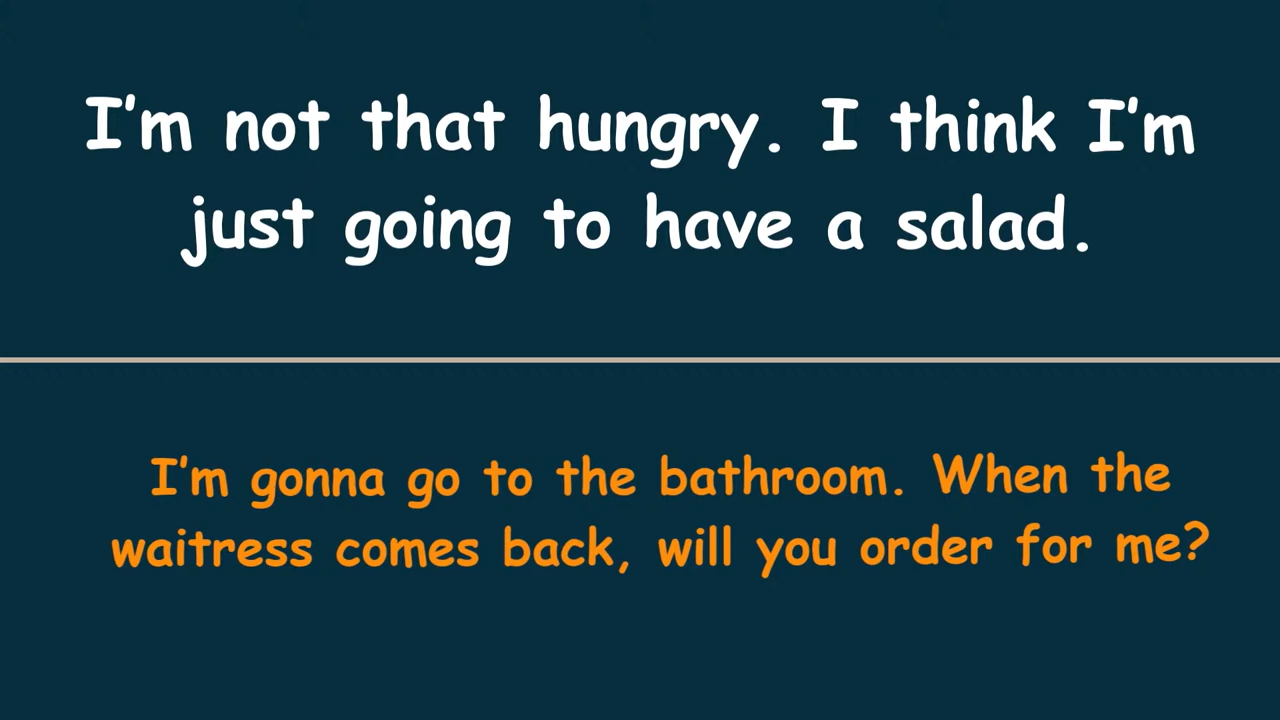 I'm not that hungry. I think I'm
just going to have a salad.
I'm gonna go to the bathroom. When the
waitress comes back, will you order for me?